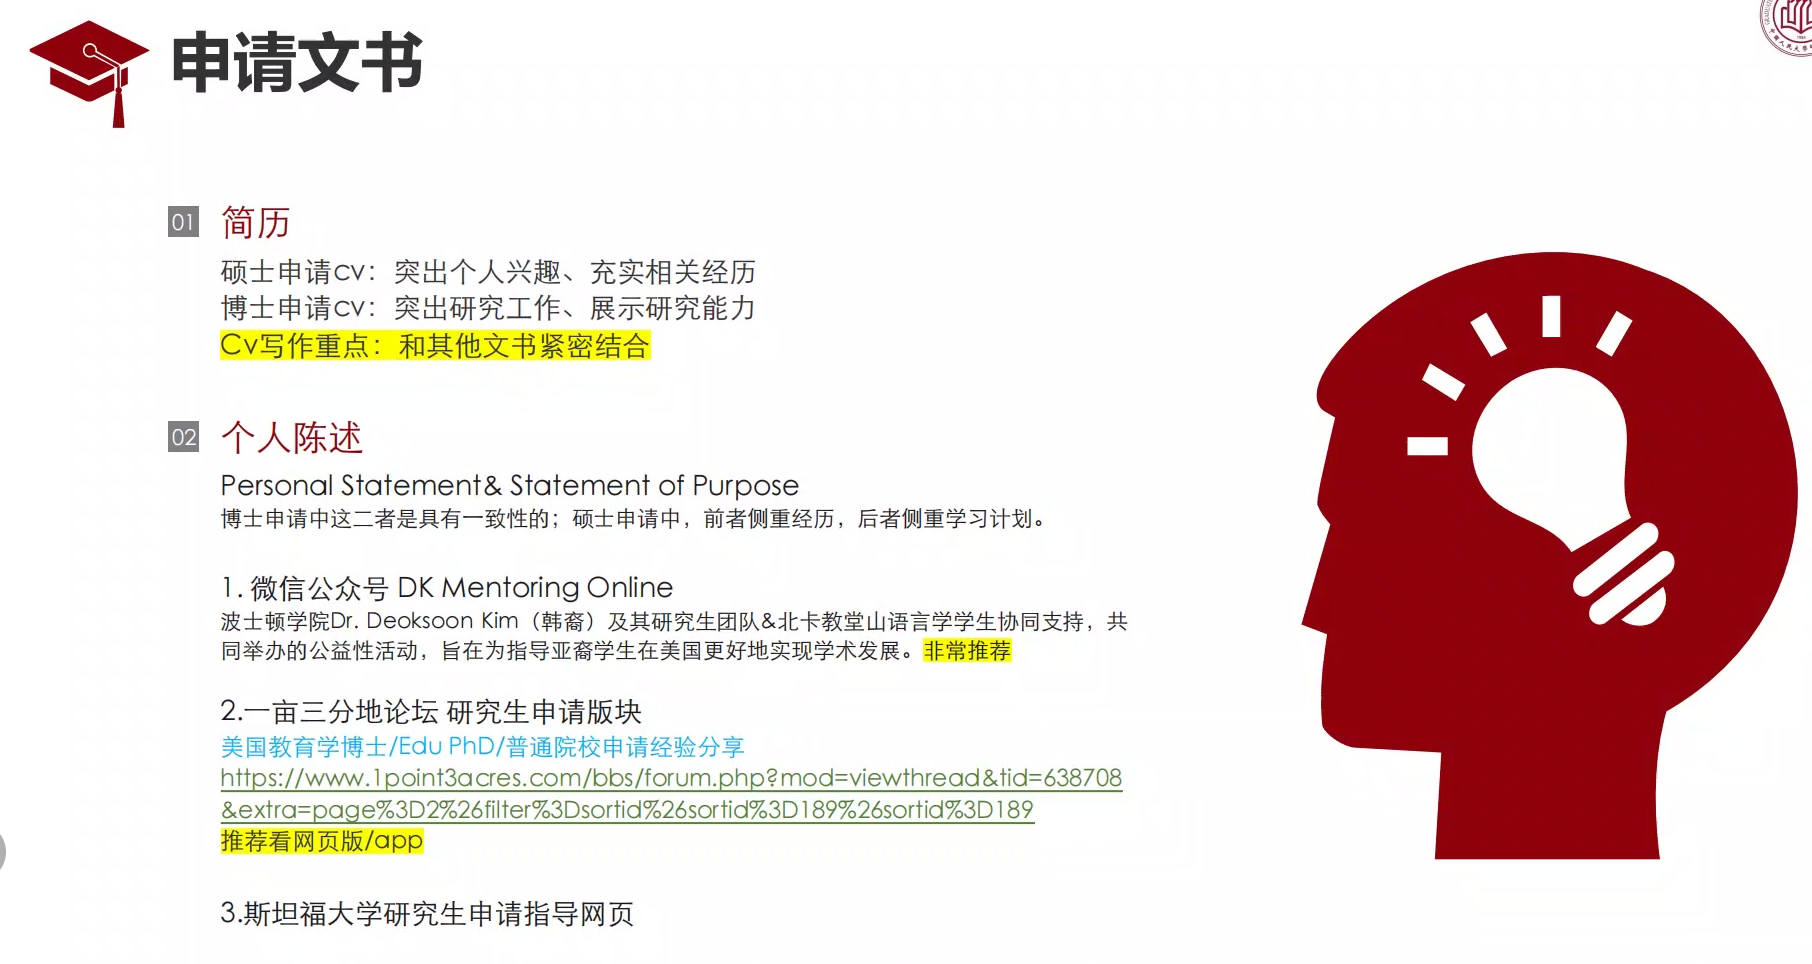 申请文书
01 简历
硕士申请cv：突出个人兴趣、充实相关经历
博士申请cv：突出研究工作、展示研究能力
Cv写作重点：和其他文书紧密结合
02 个人陈述
Personal Statement& Statement of Purpose
博士申请中这二者是具有一致性的；硕士申请中，前者侧重经历，后者侧重学习计划。
1. 微信公众号 DK Mentoring Online
波士顿学院Dr. Deoksoon Kim（韩裔）及其研究生团队&北卡教堂山语言学学生协同支持，共
同举办的公益性活动，旨在为指导亚裔学生在美国更好地实现学术发展。非常推荐
2.一亩三分地论坛 研究生申请版块
美国教育学博士/Edu PhD/普通院校申请经验分享
https://www.1point3acres.com/bbs/forum.php?mod=viewthread&tid=638708
&extra=page%3D2%26filter%3Dsortid%26sortid%3D189%26sortid%3D189
推荐看网页版/app
3.斯坦福大学研究生申请指导网页